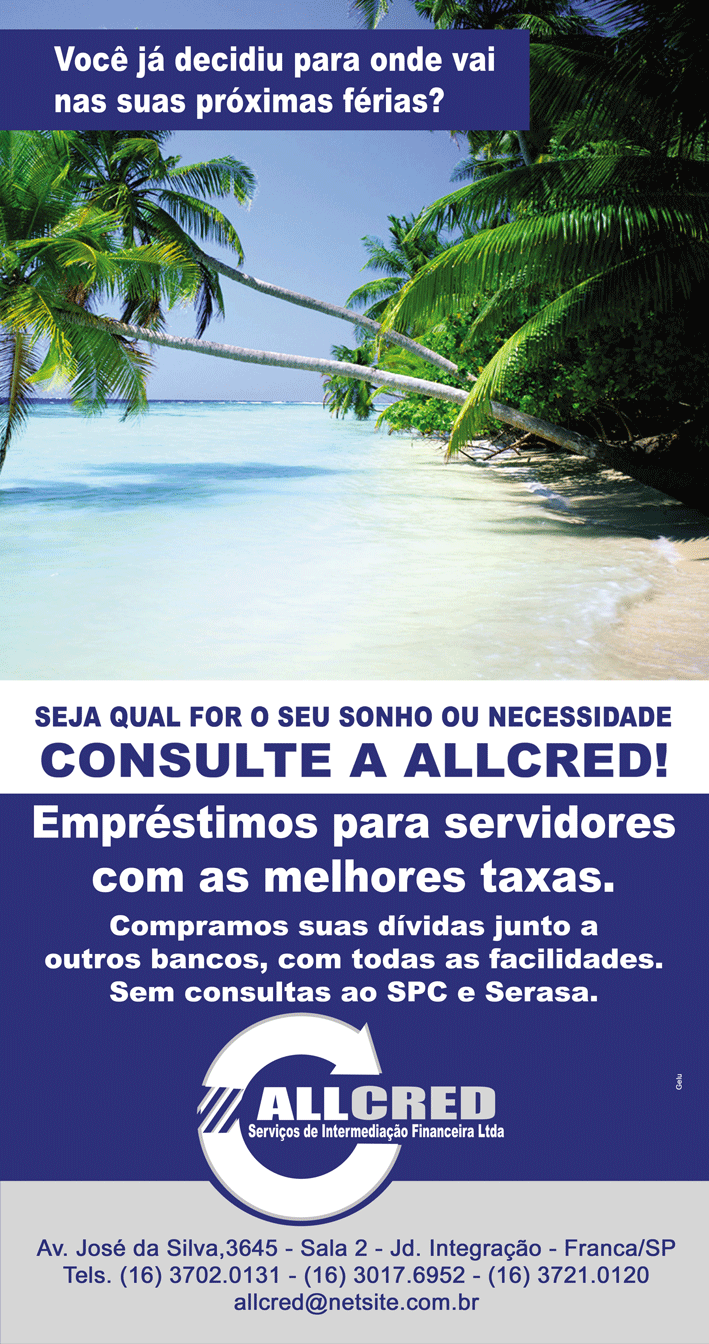 Você já decidiu para onde vai
nas suas próximas férias?
SEJA QUAL FOR O SEU SONHO OU NECESSIDADE
CONSULTE A ALLCRED!
Empréstimos para servidores
com as melhores taxas.
Compramos suas dívidas junto a
outros bancos, com todas as facilidades.
Sem consultas ao SPC e Serasa.
Gelu
ALLCRED
Serviços de Intermediação Financeira Ltda
Av. José da Silva,3645 - Sala 2 - Jd. Integração - Franca/SP
Tels. (16) 3702.0131 - (16) 3017.6952 - (16) 3721.0120
allcred@netsite.com.br